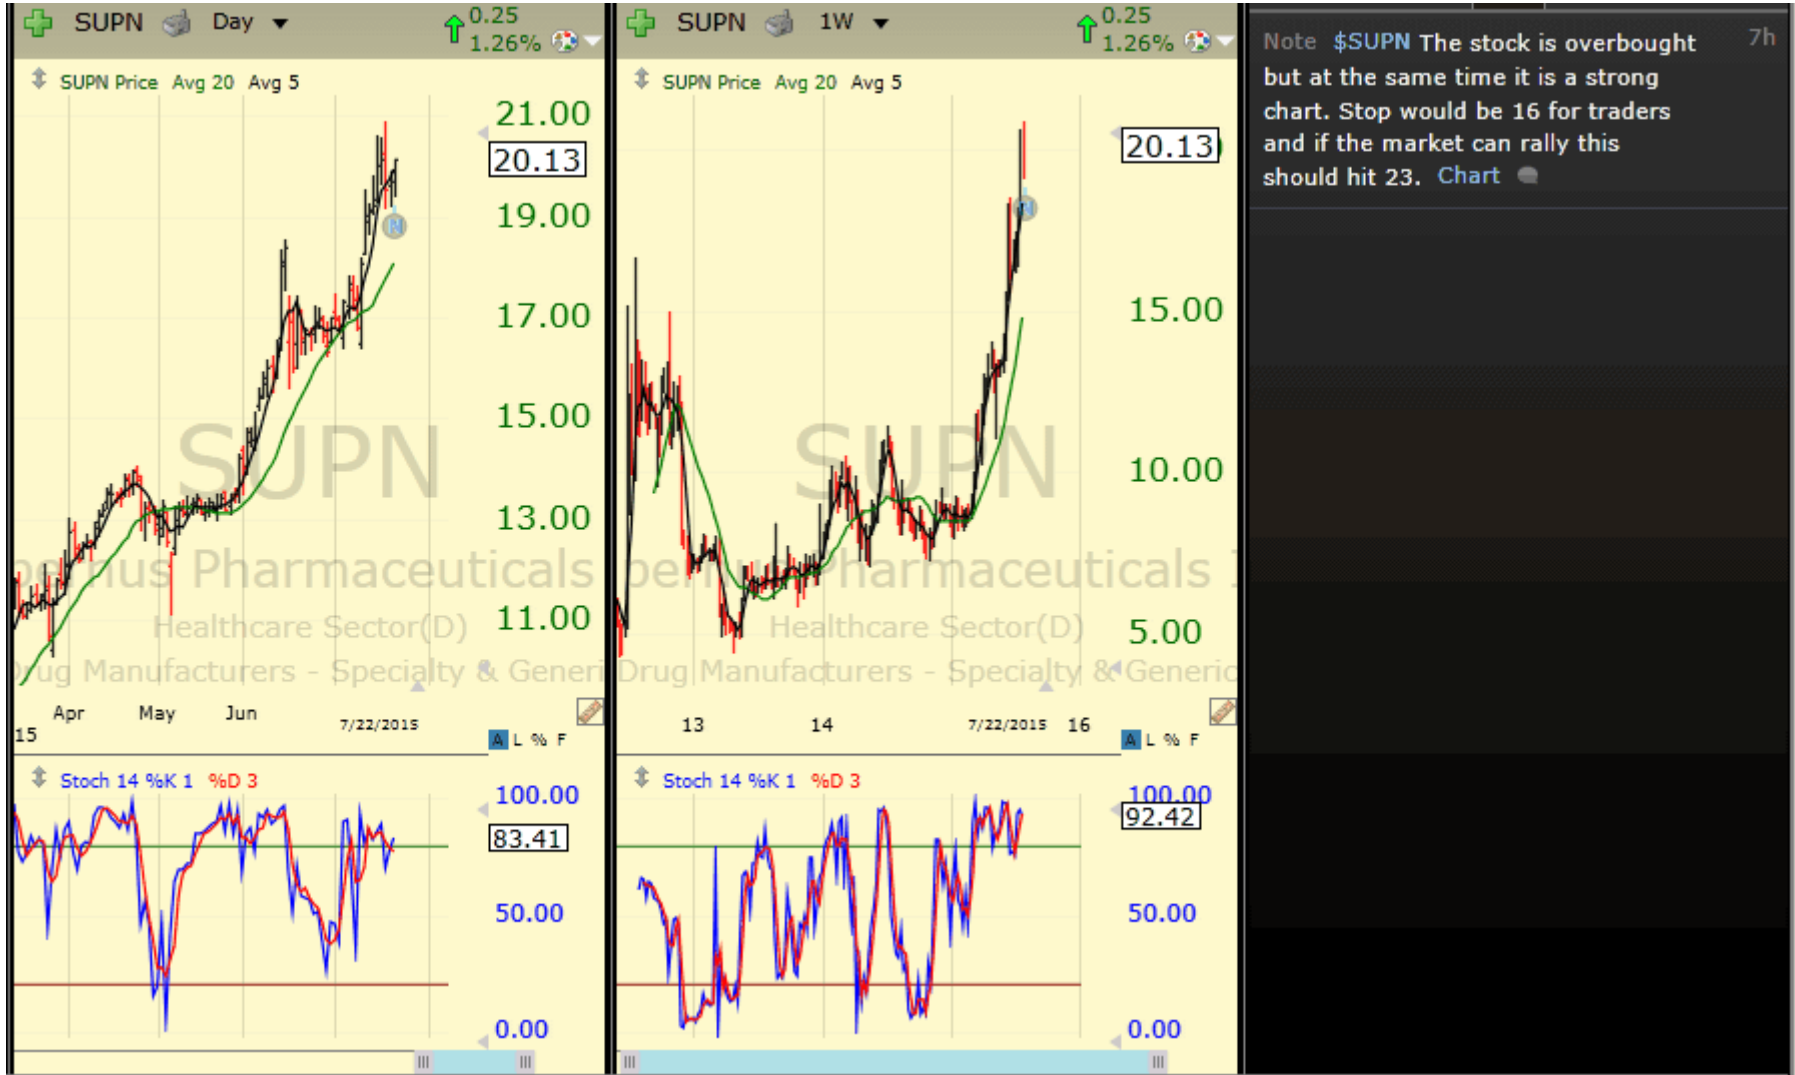 SUPN Day
0.25
1.26%
SUPN Price Avg 20 Avg 5
21.00
20.13
19.00
17.00
15.00
13.00
11.00
SUPN
Pharmaceuticals
Healthcare Sector(D)
Drug Manufacturers - Specialty & Generi
Apr May Jun
15
7/22/2015
A L % F
Stoch 14 %K 1 %D 3
100.00
83.41
50.00
0.00
SUPN 1W
0.25
1.26%
SUPN Price Avg 20 Avg 5
20.13
15.00
10.00
5.00
SUPN
Pharmaceuticals
Healthcare Sector(D)
Drug Manufacturers - Specialty & Generic
13 14 7/22/2015 16
A L % F
Stoch 14 %K 1 %D 3
100.00
92.42
50.00
0.00
Note $SUPN The stock is overbought 7h
but at the same time it is a strong
chart. Stop would be 16 for traders
and if the market can rally this
should hit 23. Chart